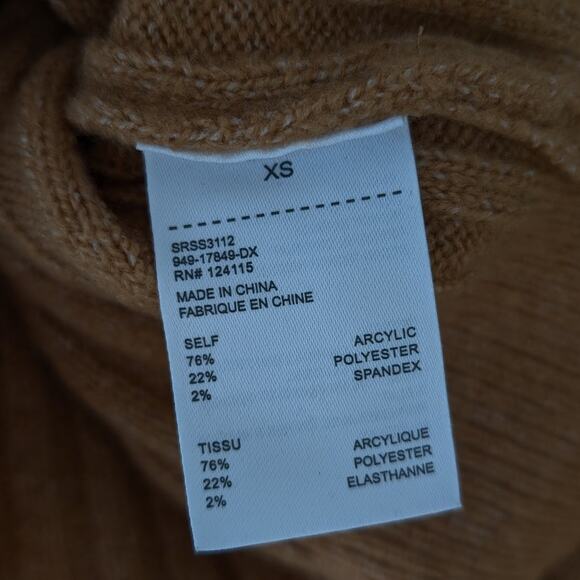 XS
SRSS3112
949-17849-DX
RN# 124115
MADE IN CHINA
FABRIQUE EN CHINE
SELF
76% ARCYLIC
22% POLYESTER
2% SPANDEX
TISSU
76% ARCYLIQUE
22% POLYESTER
2% ELASTHANNE